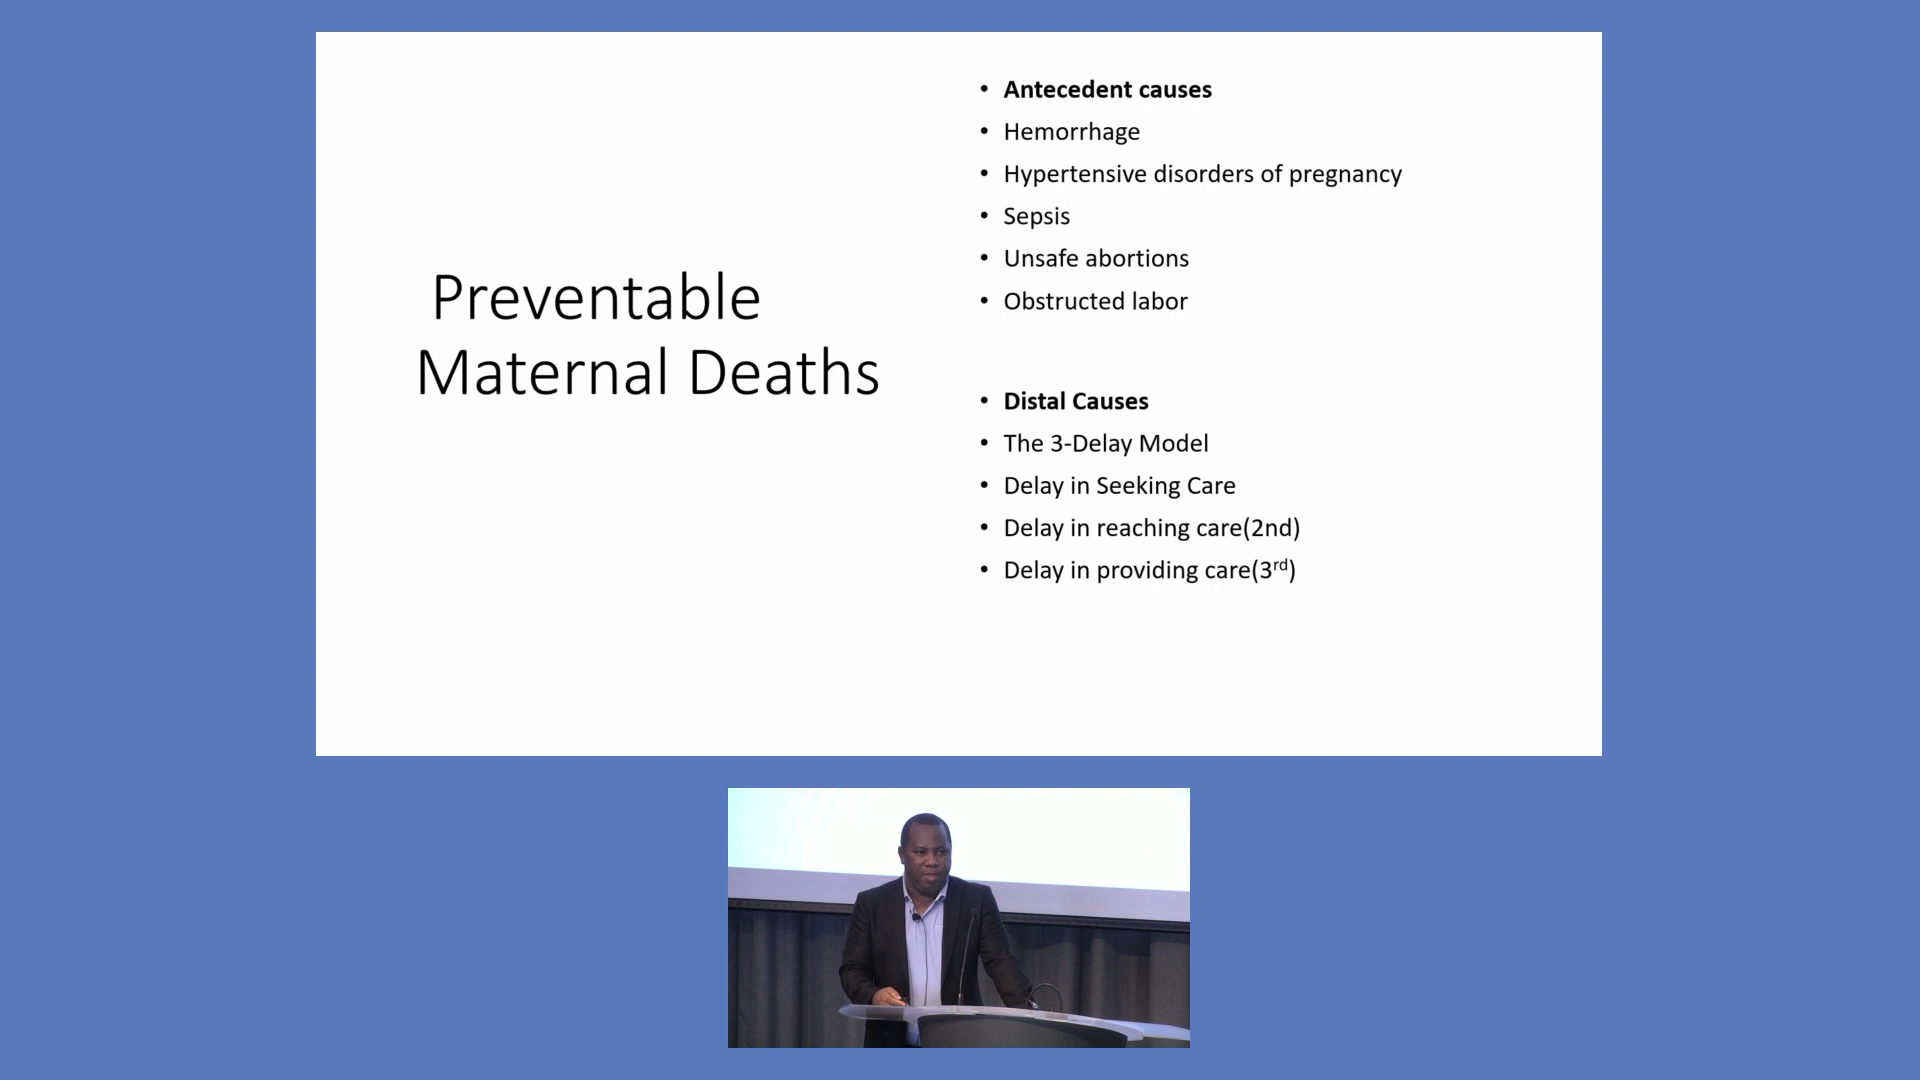 Preventable
Maternal Deaths
• Antecedent causes
• Hemorrhage
• Hypertensive disorders of pregnancy
• Sepsis
• Unsafe abortions
• Obstructed labor
• Distal Causes
• The 3-Delay Model
• Delay in Seeking Care
• Delay in reaching care(2nd)
• Delay in providing care(3rd)